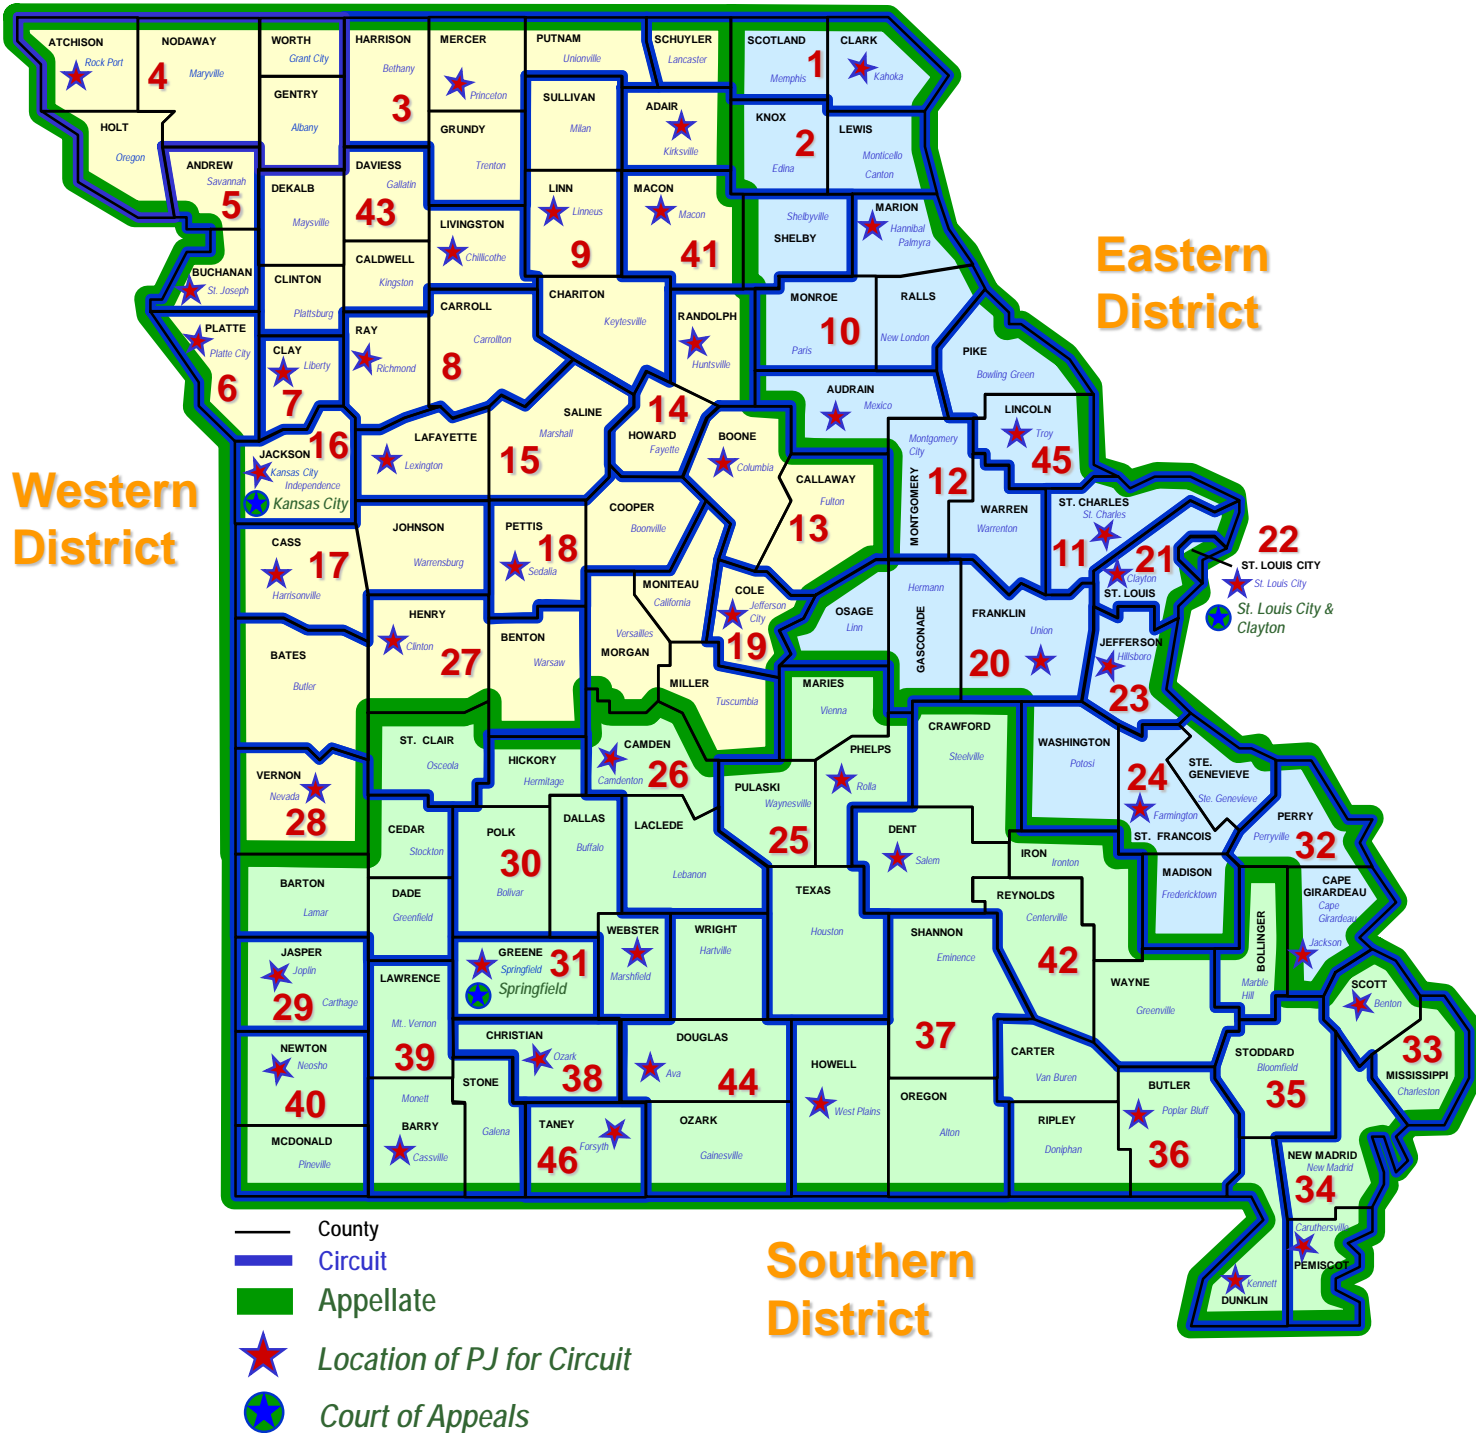 ATCHISON
Rock Port
NODAWAY
4
Maryville
WORTH
Grant City
HARRISON
Bethany
3
MERCER
Princeton
PUTNAM
Unionville
SCHUYLER
Lancaster
SCOTLAND
1
Memphis
CLARK
Kahoka
HOLT
Oregon
GENTRY
Albany
GRUNDY
Trenton
SULLIVAN
Milan
ADAIR
Kirksville
KNOX
2
Edina
LEWIS
Monticello
Canton
ANDREW
Savannah
5
DEKALB
Maysville
DAVIESS
Gallatin
43
LIVINGSTON
Chillicothe
LINN
Linneus
9
MACON
Macon
41
Shelbyville
SHELBY
MARION
Hannibal
Palmyra
BUCHANAN
St. Joseph
CLINTON
Plattsburg
CALDWELL
Kingston
CARROLL
Carrollton
8
CHARITON
Keytesville
RANDOLPH
Huntsville
MONROE
10
Paris
RALLS
New London
PIKE
Bowling Green
Eastern
District
PLATTE
Platte City
6
CLAY
Liberty
7
RAY
Richmond
14
HOWARD
Fayette
AUDRAIN
Mexico
Montgomery
City
MONTGOMERY
12
LINCOLN
Troy
45
JACKSON
16
Kansas City
Independence
Kansas City
LAFAYETTE
Lexington
15
SALINE
Marshall
BOONE
Columbia
CALLAWAY
Fulton
13
WARREN
Warrenton
ST. CHARLES
St. Charles
11
21
Clayton
ST. LOUIS
22
ST. LOUIS CITY
St. Louis City
St. Louis City &
Clayton
Western
District
CASS
17
Harrisonville
JOHNSON
Warrensburg
PETTIS
18
Sedalia
COOPER
Boonville
MONITEAU
California
COLE
Jefferson
City
19
OSAGE
Linn
Hermann
GASCONADE
FRANKLIN
Union
20
JEFFERSON
Hillsboro
23
BATES
Butler
HENRY
Clinton
27
BENTON
Warsaw
Versailles
MORGAN
MILLER
Tuscumbia
MARIES
Vienna
PHELPS
Rolla
CRAWFORD
Steelville
WASHINGTON
Potosi
24
Farmington
ST. FRANCOIS
STE.
GENEVIEVE
Ste. Genevieve
PERRY
Perryville
32
VERNON
Nevada
28
ST. CLAIR
Osceola
HICKORY
Hermitage
CAMDEN
Camdenton
26
PULASKI
Waynesville
25
CEDAR
Stockton
POLK
30
Bolivar
DALLAS
Buffalo
LACLEDE
Lebanon
TEXAS
Houston
DENT
Salem
IRON
Ironton
REYNOLDS
Centerville
42
MADISON
Fredericktown
CAPE
GIRARDEAU
Cape
Girardeau
Jackson
BOLLINGER
Marble
Hill
BARTON
Lamar
DADE
Greenfield
JASPER
Joplin
Carthage
29
LAWRENCE
Mt.. Vernon
39
GREENE
Springfield
31
Springfield
WEBSTER
Marshfield
WRIGHT
Hartville
SHANNON
Eminence
37
WAYNE
Greenville
SCOTT
Benton
33
MISSISSIPPI
Charleston
NEWTON
Neosho
40
MCDONALD
Pineville
Monett
BARRY
Cassville
STONE
Galena
CHRISTIAN
Ozark
38
TANEY
Forsyth
46
DOUGLAS
Ava
44
OZARK
Gainesville
HOWELL
West Plains
OREGON
Alton
CARTER
Van Buren
RIPLEY
Doniphan
BUTLER
Poplar Bluff
36
STODDARD
Bloomfield
35
NEW MADRID
New Madrid
34
Caruthersville
PEMISCOT
Kennett
DUNKLIN
Southern
District
County
Circuit
Appellate
Location of PJ for Circuit
Court of Appeals